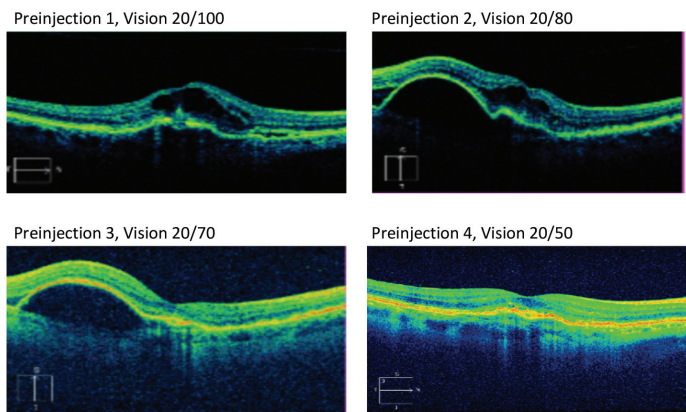 Preinjection 1, Vision 20/100
Preinjection 2, Vision 20/80
Preinjection 3, Vision 20/70
Preinjection 4, Vision 20/50